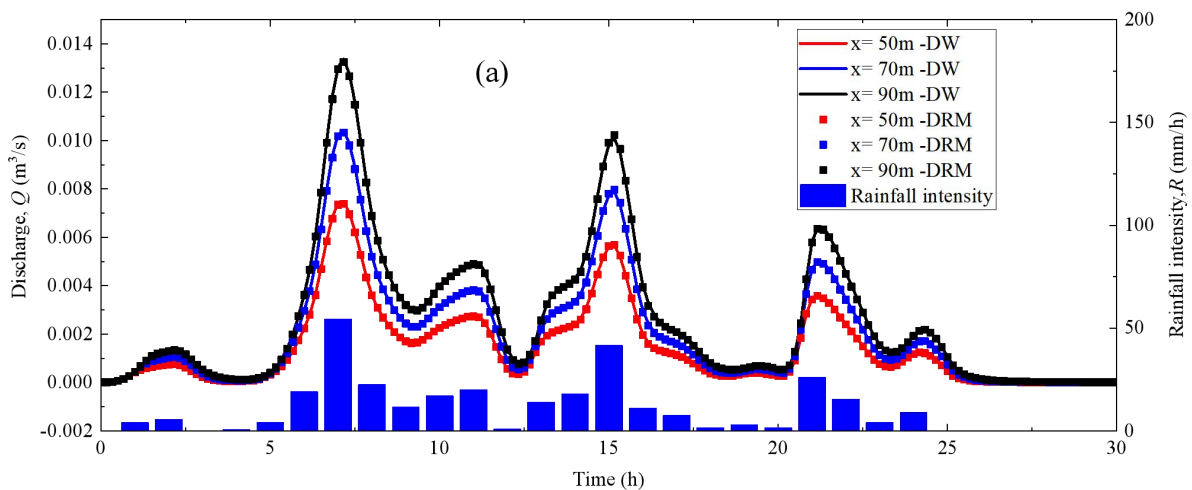 (a)
x= 50m -DW
x= 70m -DW
x= 90m -DW
x= 50m -DRM
x= 70m -DRM
x= 90m -DRM
Rainfall intensity
Discharge, Q (m³/s)
0.014
0.012
0.010
0.008
0.006
0.004
0.002
0.000
-0.002
200
150
100
50
0
Rainfall intensity,R (mm/h)
0
5
10
15
20
25
30
Time (h)